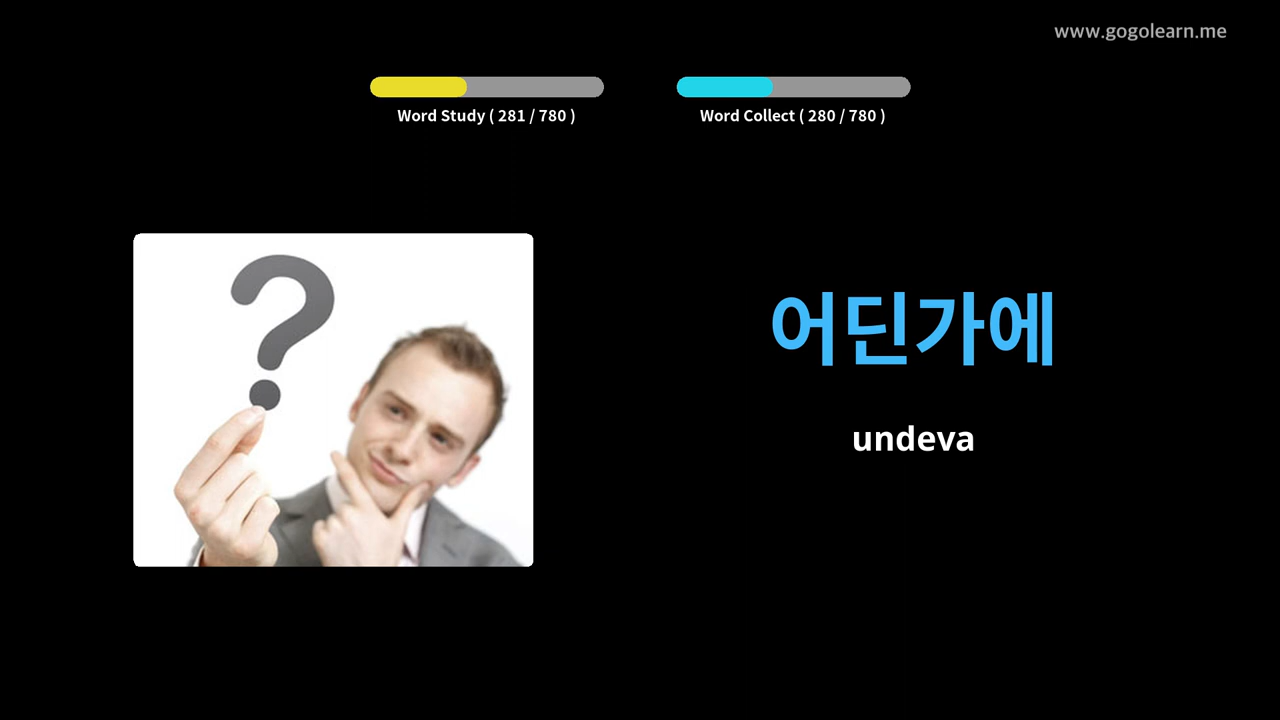 www.gogolearn.me
Word Study ( 281 / 780 )
Word Collect ( 280 / 780 )
?
어딘가에
undeva